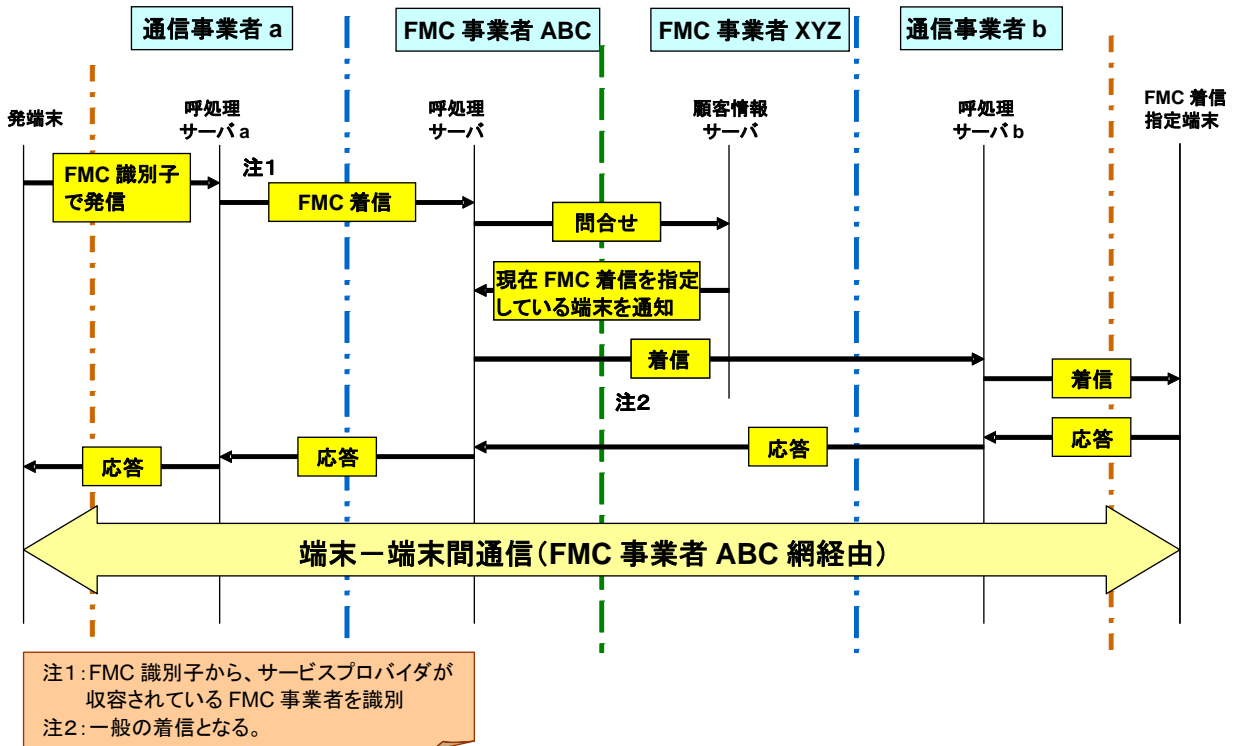 通信事業者 a
FMC 事業者 ABC
FMC 事業者 XYZ
通信事業者 b
発端末
呼処理
サーバ a
呼処理
サーバ
顧客情報
サーバ
呼処理
サーバ b
FMC 着信
指定端末
注1
FMC 識別子
で発信
FMC 着信
問合せ
現在 FMC 着信を指定
している端末を通知
着信
着信
注2
応答
応答
応答
応答
端末－端末間通信(FMC 事業者 ABC 網経由)
注1:FMC 識別子から、サービスプロバイダが
収容されている FMC 事業者を識別
注2:一般の着信となる。